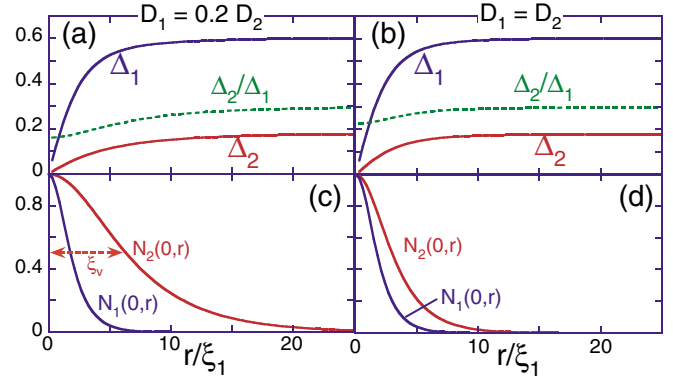 D₁ = 0.2 D₂
D₁ = D₂
0.6
0.4
0.2
0
(a)
Δ₁
Δ₂/Δ₁
Δ₂
(b)
Δ₁
Δ₂/Δ₁
Δ₂
0.8
0.4
0
(c)
ξᵥ
N₂(0,r)
N₁(0,r)
(d)
N₂(0,r)
N₁(0,r)
0
10
20
r/ξ₁
0
10
20
r/ξ₁